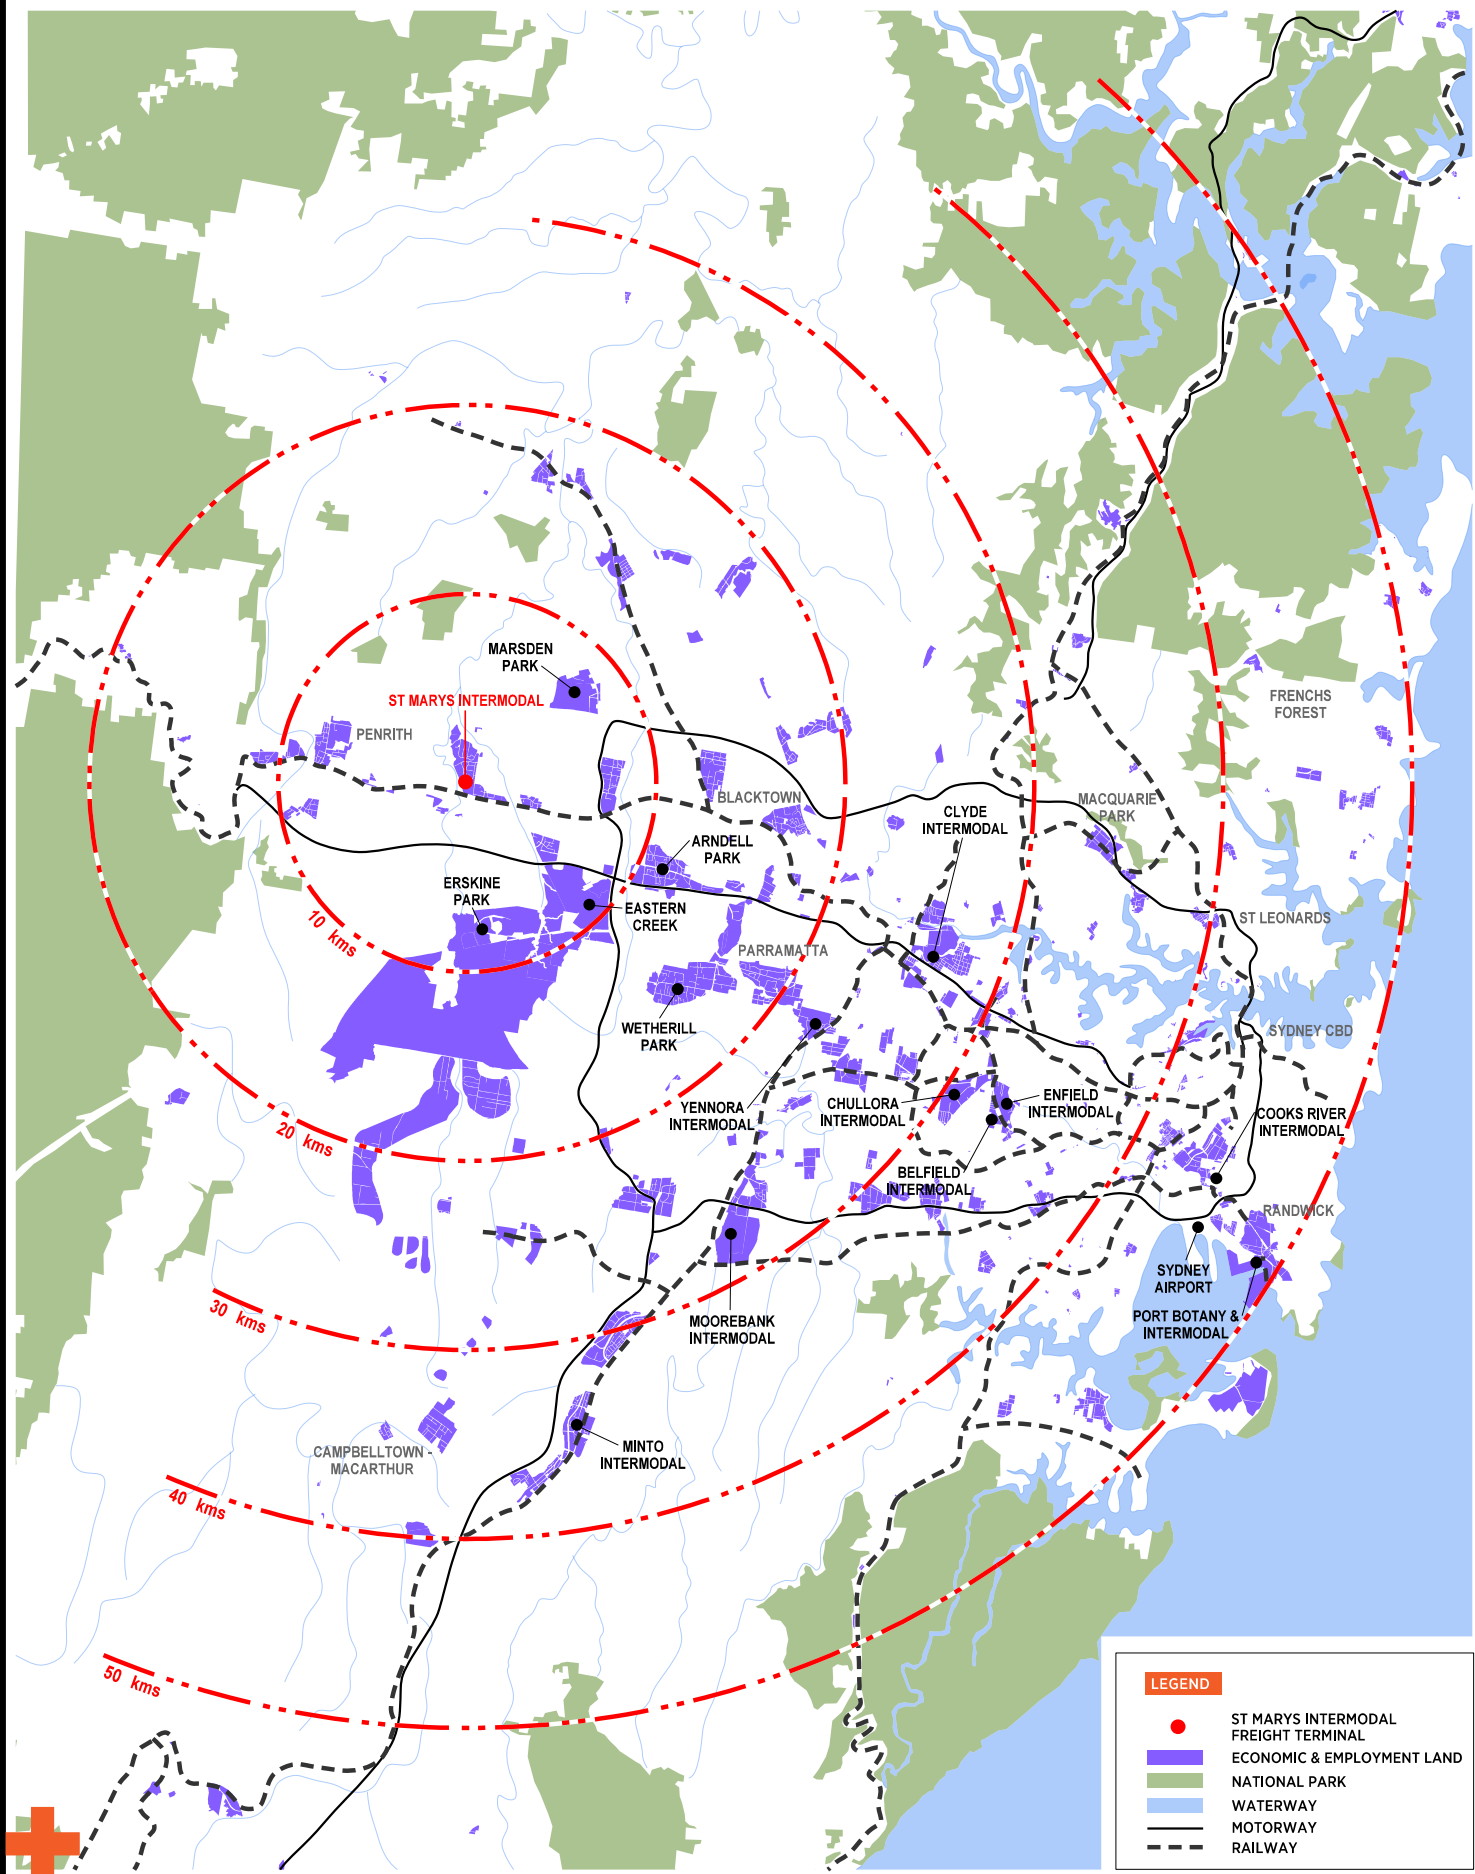 MARSDEN
PARK
ST MARYS INTERMODAL
PENRITH
FRENCHS
FOREST
BLACKTOWN
MACQUARIE
PARK
CLYDE
INTERMODAL
ARNDELL
PARK
ERSKINE
PARK
EASTERN
CREEK
10 kms
ST LEONARDS
PARRAMATTA
WETHERILL
PARK
SYDNEY CBD
YENNORA
INTERMODAL
CHULLORA
INTERMODAL
ENFIELD
INTERMODAL
COOKS RIVER
INTERMODAL
20 kms
BELFIELD
INTERMODAL
RANDWICK
SYDNEY
AIRPORT
30 kms
MOOREBANK
INTERMODAL
PORT BOTANY &
INTERMODAL
CAMPBELLTOWN -
MACARTHUR
MINTO
INTERMODAL
40 kms
50 kms
LEGEND
ST MARYS INTERMODAL
FREIGHT TERMINAL
ECONOMIC & EMPLOYMENT LAND
NATIONAL PARK
WATERWAY
MOTORWAY
RAILWAY